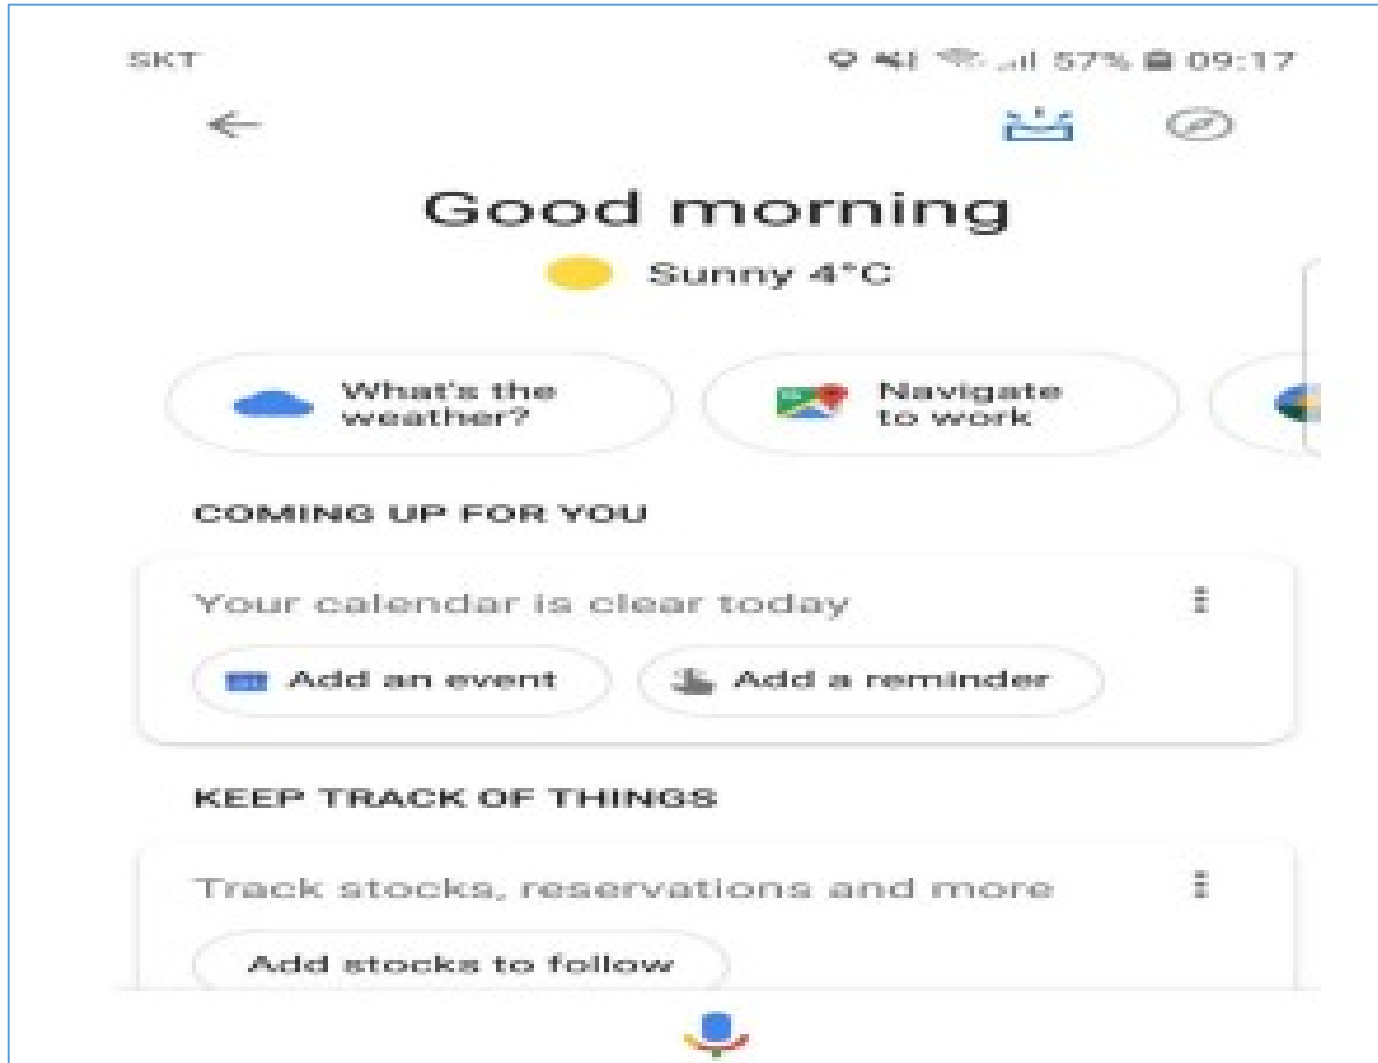 SKT 57% 09:17
Good morning
Sunny 4°C
What's the
weather?
Navigate
to work
COMING UP FOR YOU
Your calendar is clear today
Add an event Add a reminder
KEEP TRACK OF THINGS
Track stocks, reservations and more
Add stocks to follow